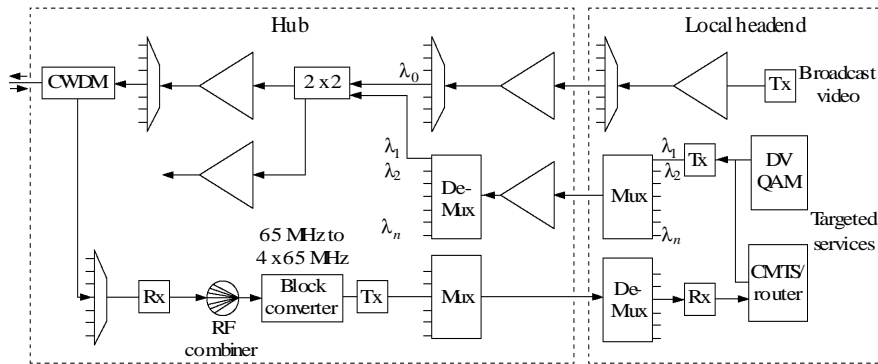 Hub
Local headend
CWDM
2 x 2
λ0
Tx
Broadcast
video
λ1
λ2
λn
De-
Mux
Mux
λ1
λ2
λn
Tx
DV
QAM
Targeted
services
65 MHz to
4 x 65 MHz
Rx
RF
combiner
Block
converter
Tx
Mux
De-
Mux
Rx
CMTS/
router